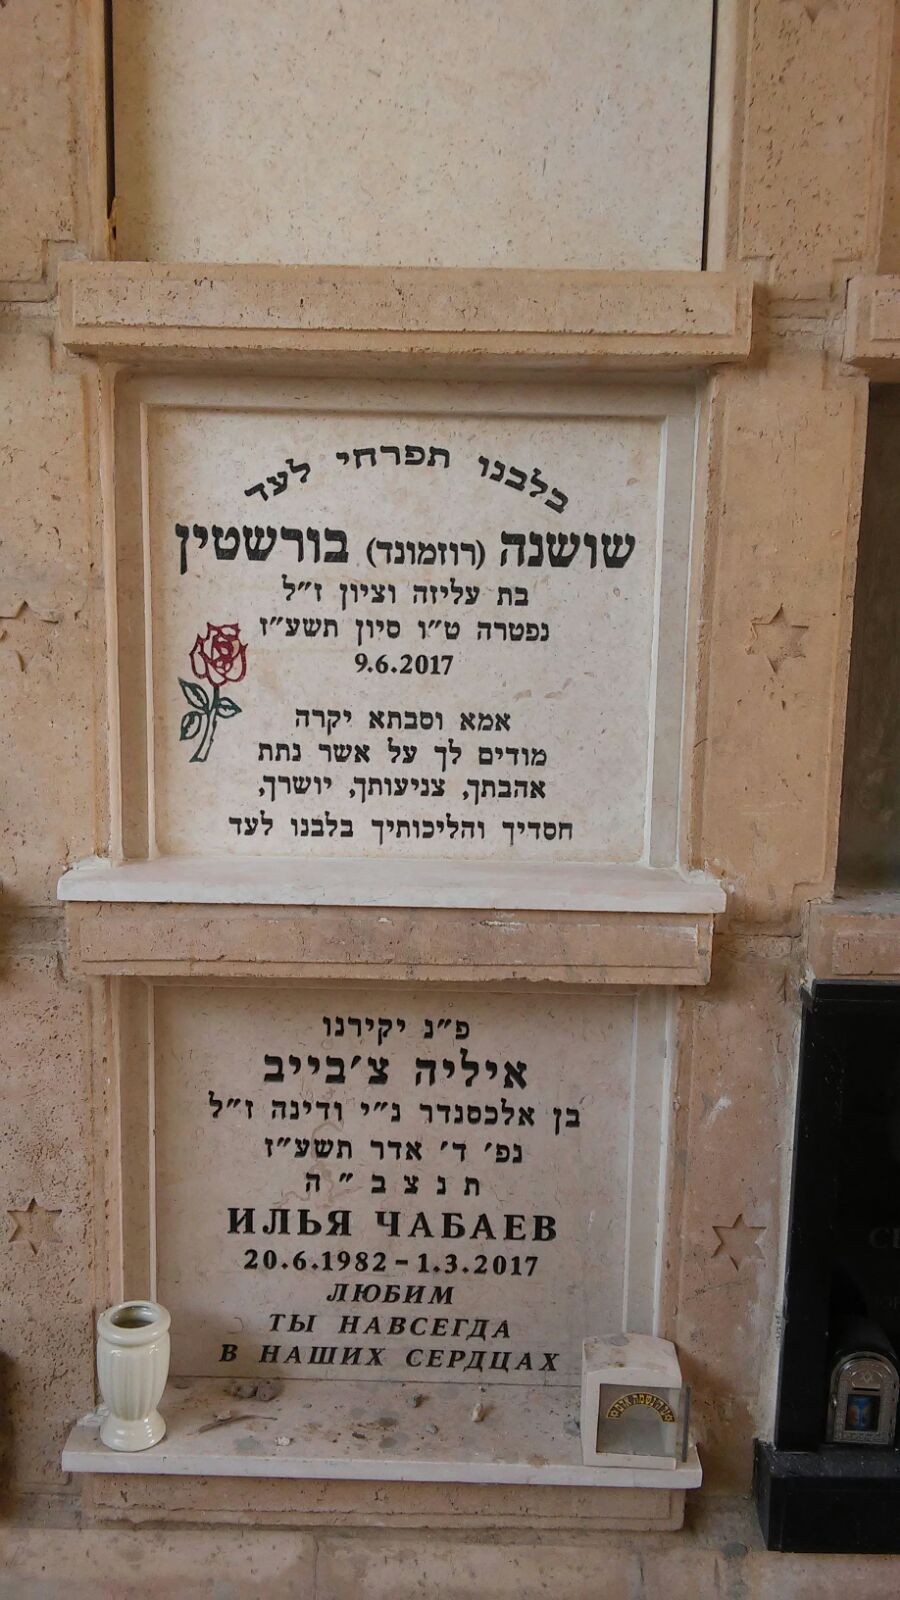 בלבנו תפרחי לעד
שושנה (רוזמונד) בורשטין
בת עליזה וציון ז״ל
נפטרה ט״ו סיון תשע״ז
9.6.2017
אמא וסבתא יקרה
מודים לך על אשר נתת
אהבתך, צניעותך, יושרך,
חסדיך והליכותיך בלבנו לעד
פ״נ יקירנו
איליה צ׳בייב
בן אלכסנדר נ״י ודינה ז״ל
נפ׳ ד׳ אדר תשע״ז
ת נ צ ב ״ ה
ИЛЬЯ ЧАБАЕВ
20.6.1982 – 1.3.2017
ЛЮБИМ
ТЫ НАВСЕГДА
В НАШИХ СЕРДЦАХ